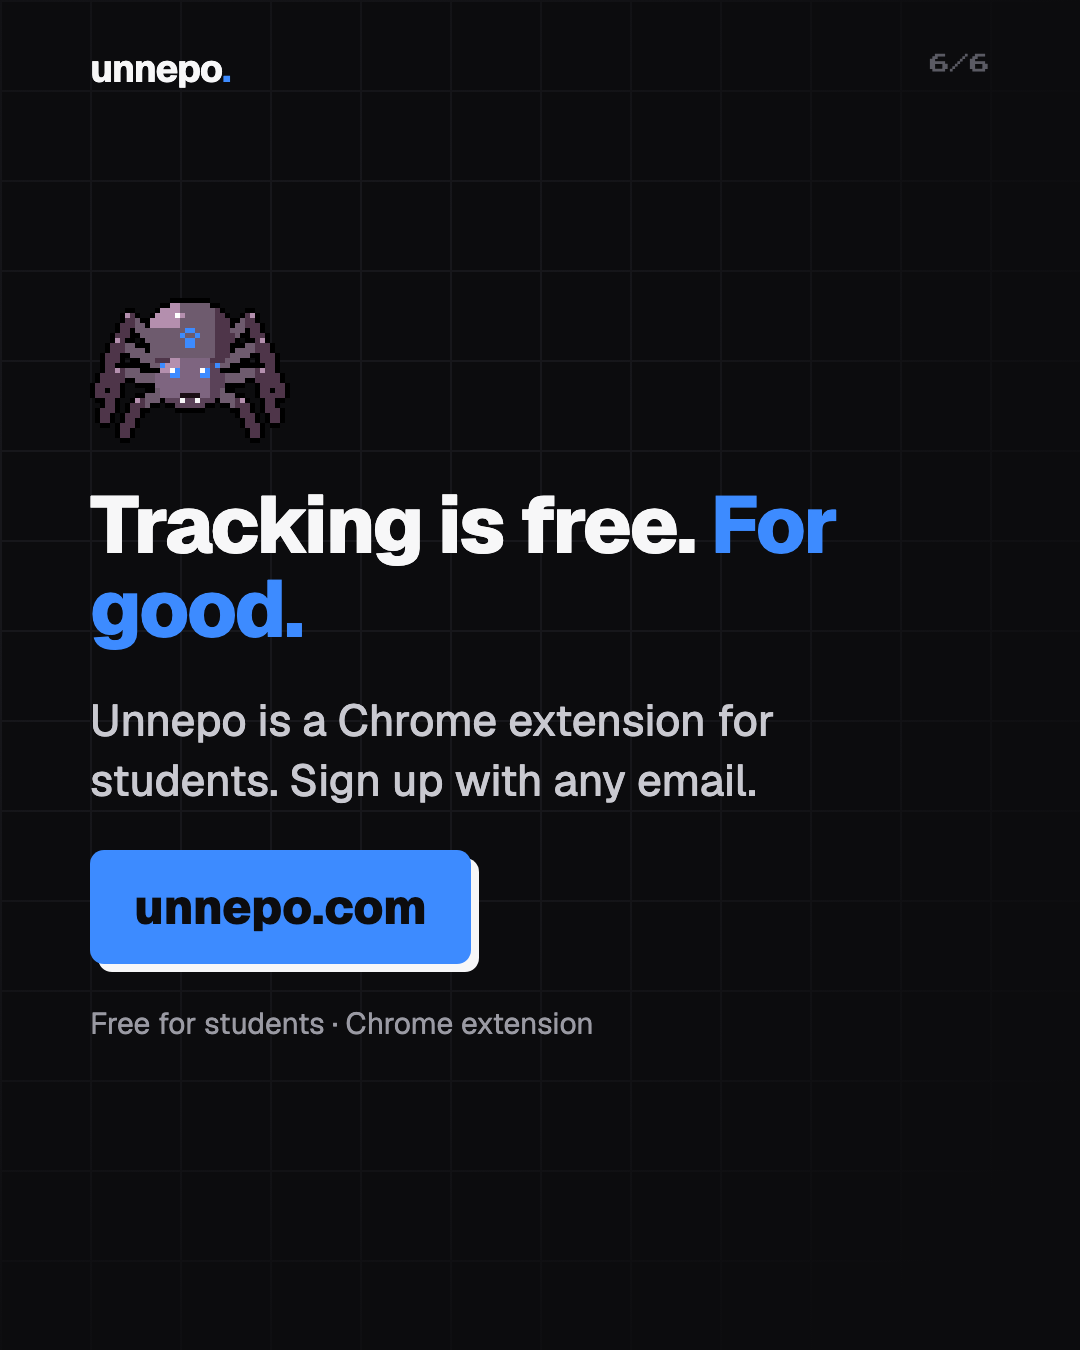 unnepo.
6/6
Tracking is free. For
good.
Unnepo is a Chrome extension for
students. Sign up with any email.
unnepo.com
Free for students · Chrome extension